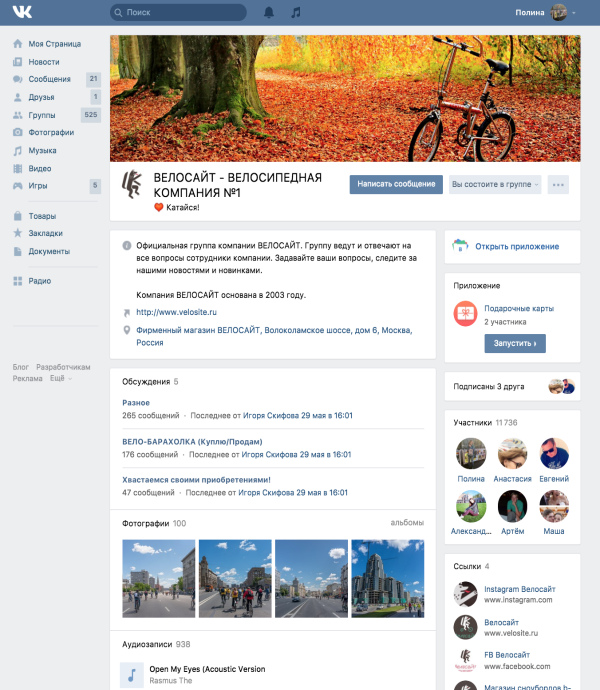 Поиск
Полина
Моя Страница
Новости
Сообщения 21
Друзья 1
Группы 525
Фотографии
Музыка
Видео
Игры 5
Товары
Закладки
Документы
Радио
Блог Разработчикам
Реклама Ещё
ВЕЛОСАЙТ - ВЕЛОСИПЕДНАЯ
КОМПАНИЯ №1
Катайся!
Написать сообщение
Вы состоите в группе
Официальная группа компании ВЕЛОСАЙТ. Группу ведут и отвечают на
все вопросы сотрудники компании. Задавайте ваши вопросы, следите за
нашими новостями и новинками.
Компания ВЕЛОСАЙТ основана в 2003 году.
http://www.velosite.ru
Фирменный магазин ВЕЛОСАЙТ, Волоколамское шоссе, дом 6, Москва,
Россия
Обсуждения 5
Разное
265 сообщений · Последнее от Игоря Скифова 29 мая в 16:01
ВЕЛО-БАРАХОЛКА (Куплю/Продам)
176 сообщений · Последнее от Игоря Скифова 29 мая в 16:01
Хвастаемся своими приобретениями!
47 сообщений · Последнее от Игоря Скифова 29 мая в 16:01
Фотографии 100
альбомы
Аудиозаписи 938
Open My Eyes (Acoustic Version
Rasmus The
Открыть приложение
Приложение
Подарочные карты
2 участника
Запустить ›
Подписаны 3 друга
Участники 11 736
Полина Анастасия Евгений
Александ... Артём Маша
Ссылки 4
Instagram Велосайт
www.instagram.com
Велосайт
www.velosite.ru
FB Велосайт
www.facebook.com
Магазин сноубордов h-